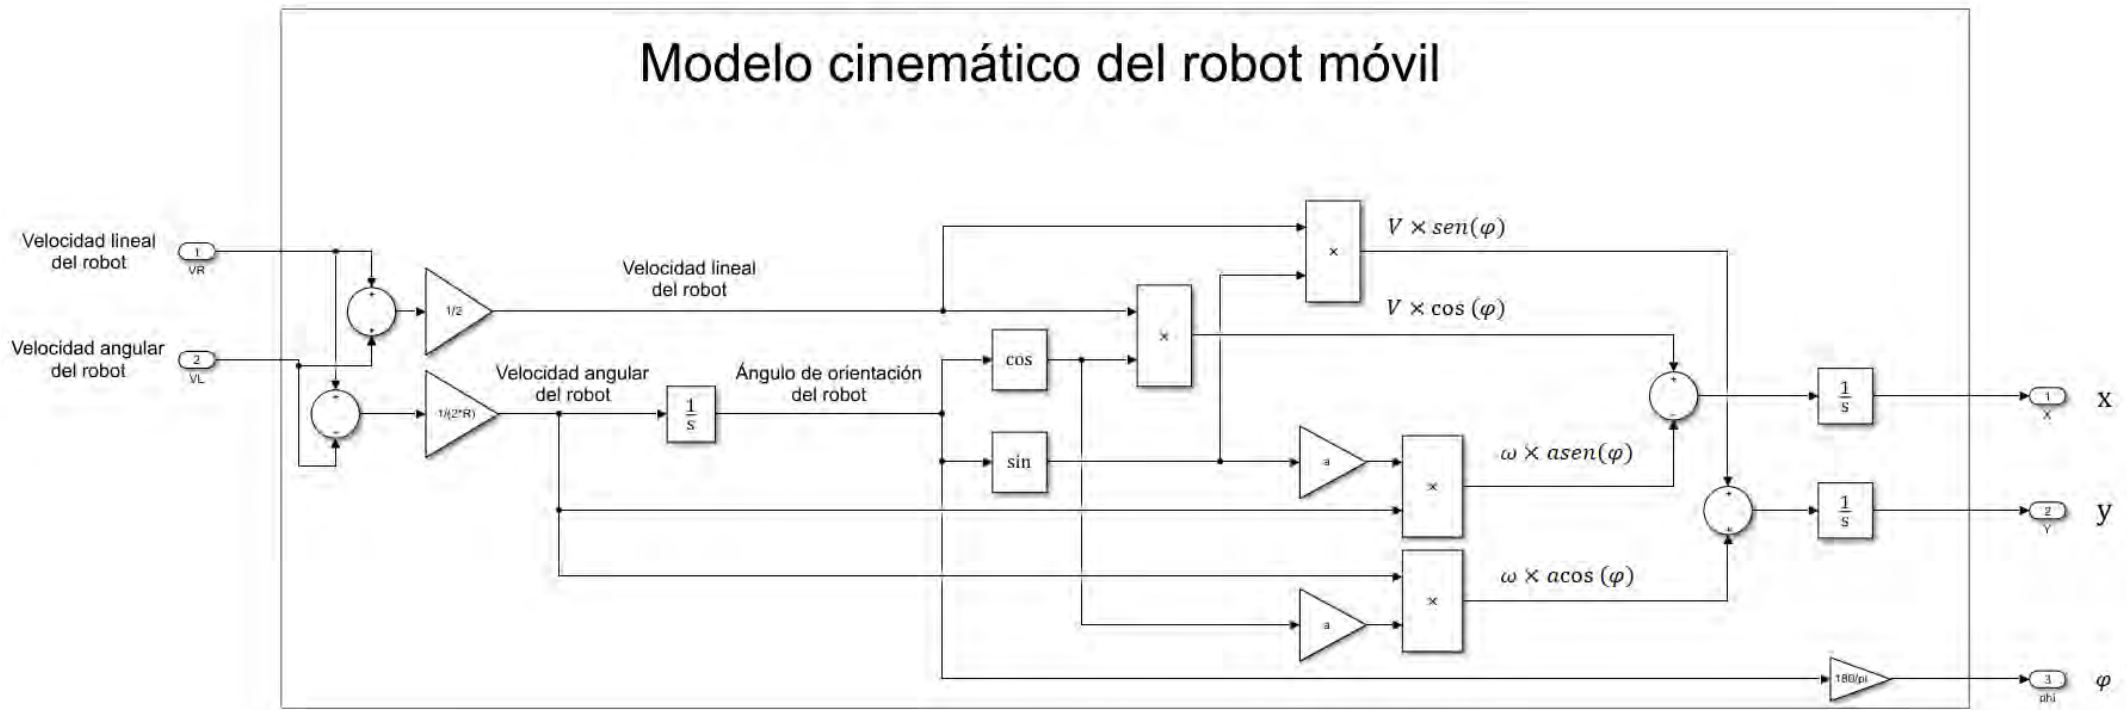 Modelo cinemático del robot móvil
Velocidad lineal
del robot
1
VR
Velocidad angular
del robot
2
VL
+
+
1/2
Velocidad lineal
del robot
-
1/(2*R)
Velocidad angular
del robot
1
s
Ángulo de orientación
del robot
cos
sin
×
×
V × sen(φ)
V × cos (φ)
a
×
ω × asen(φ)
a
×
ω × acos (φ)
+
-
+
+
1
s
1
s
180/pi
1
X
x
2
Y
y
3
phi
φ